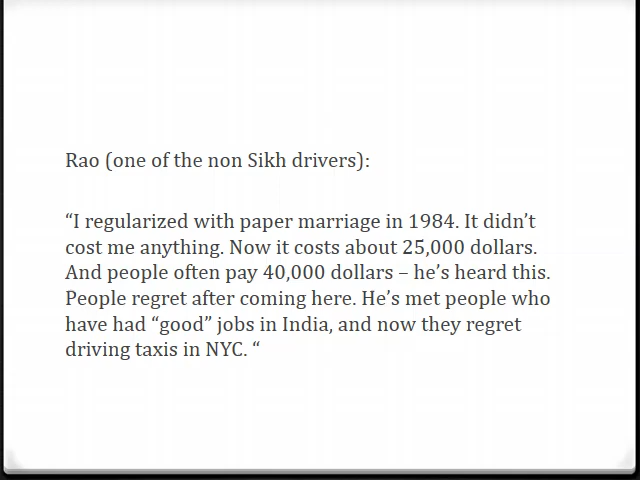 Rao (one of the non Sikh drivers):
“I regularized with paper marriage in 1984. It didn’t
cost me anything. Now it costs about 25,000 dollars.
And people often pay 40,000 dollars – he’s heard this.
People regret after coming here. He’s met people who
have had “good” jobs in India, and now they regret
driving taxis in NYC. “